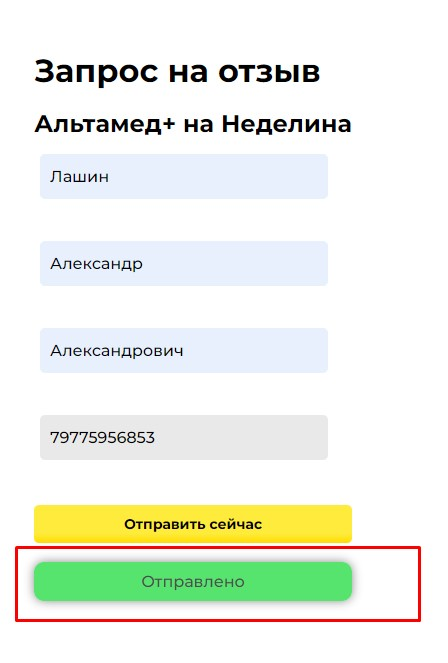 Запрос на отзыв
Альтамед+ на Неделина
Лашин
Александр
Александрович
79775956853
Отправить сейчас
Отправлено